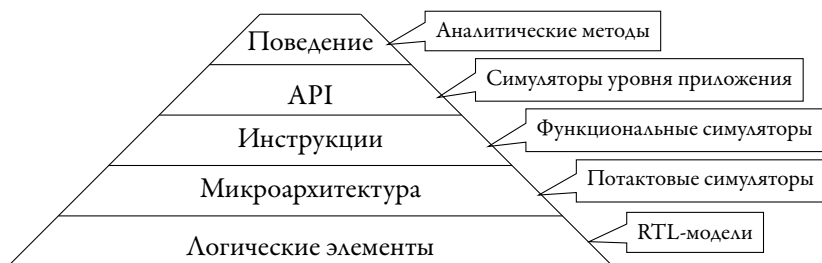 Поведение
Аналитические методы
API
Симуляторы уровня приложения
Инструкции
Функциональные симуляторы
Микроархитектура
Потактовые симуляторы
Логические элементы
RTL-модели